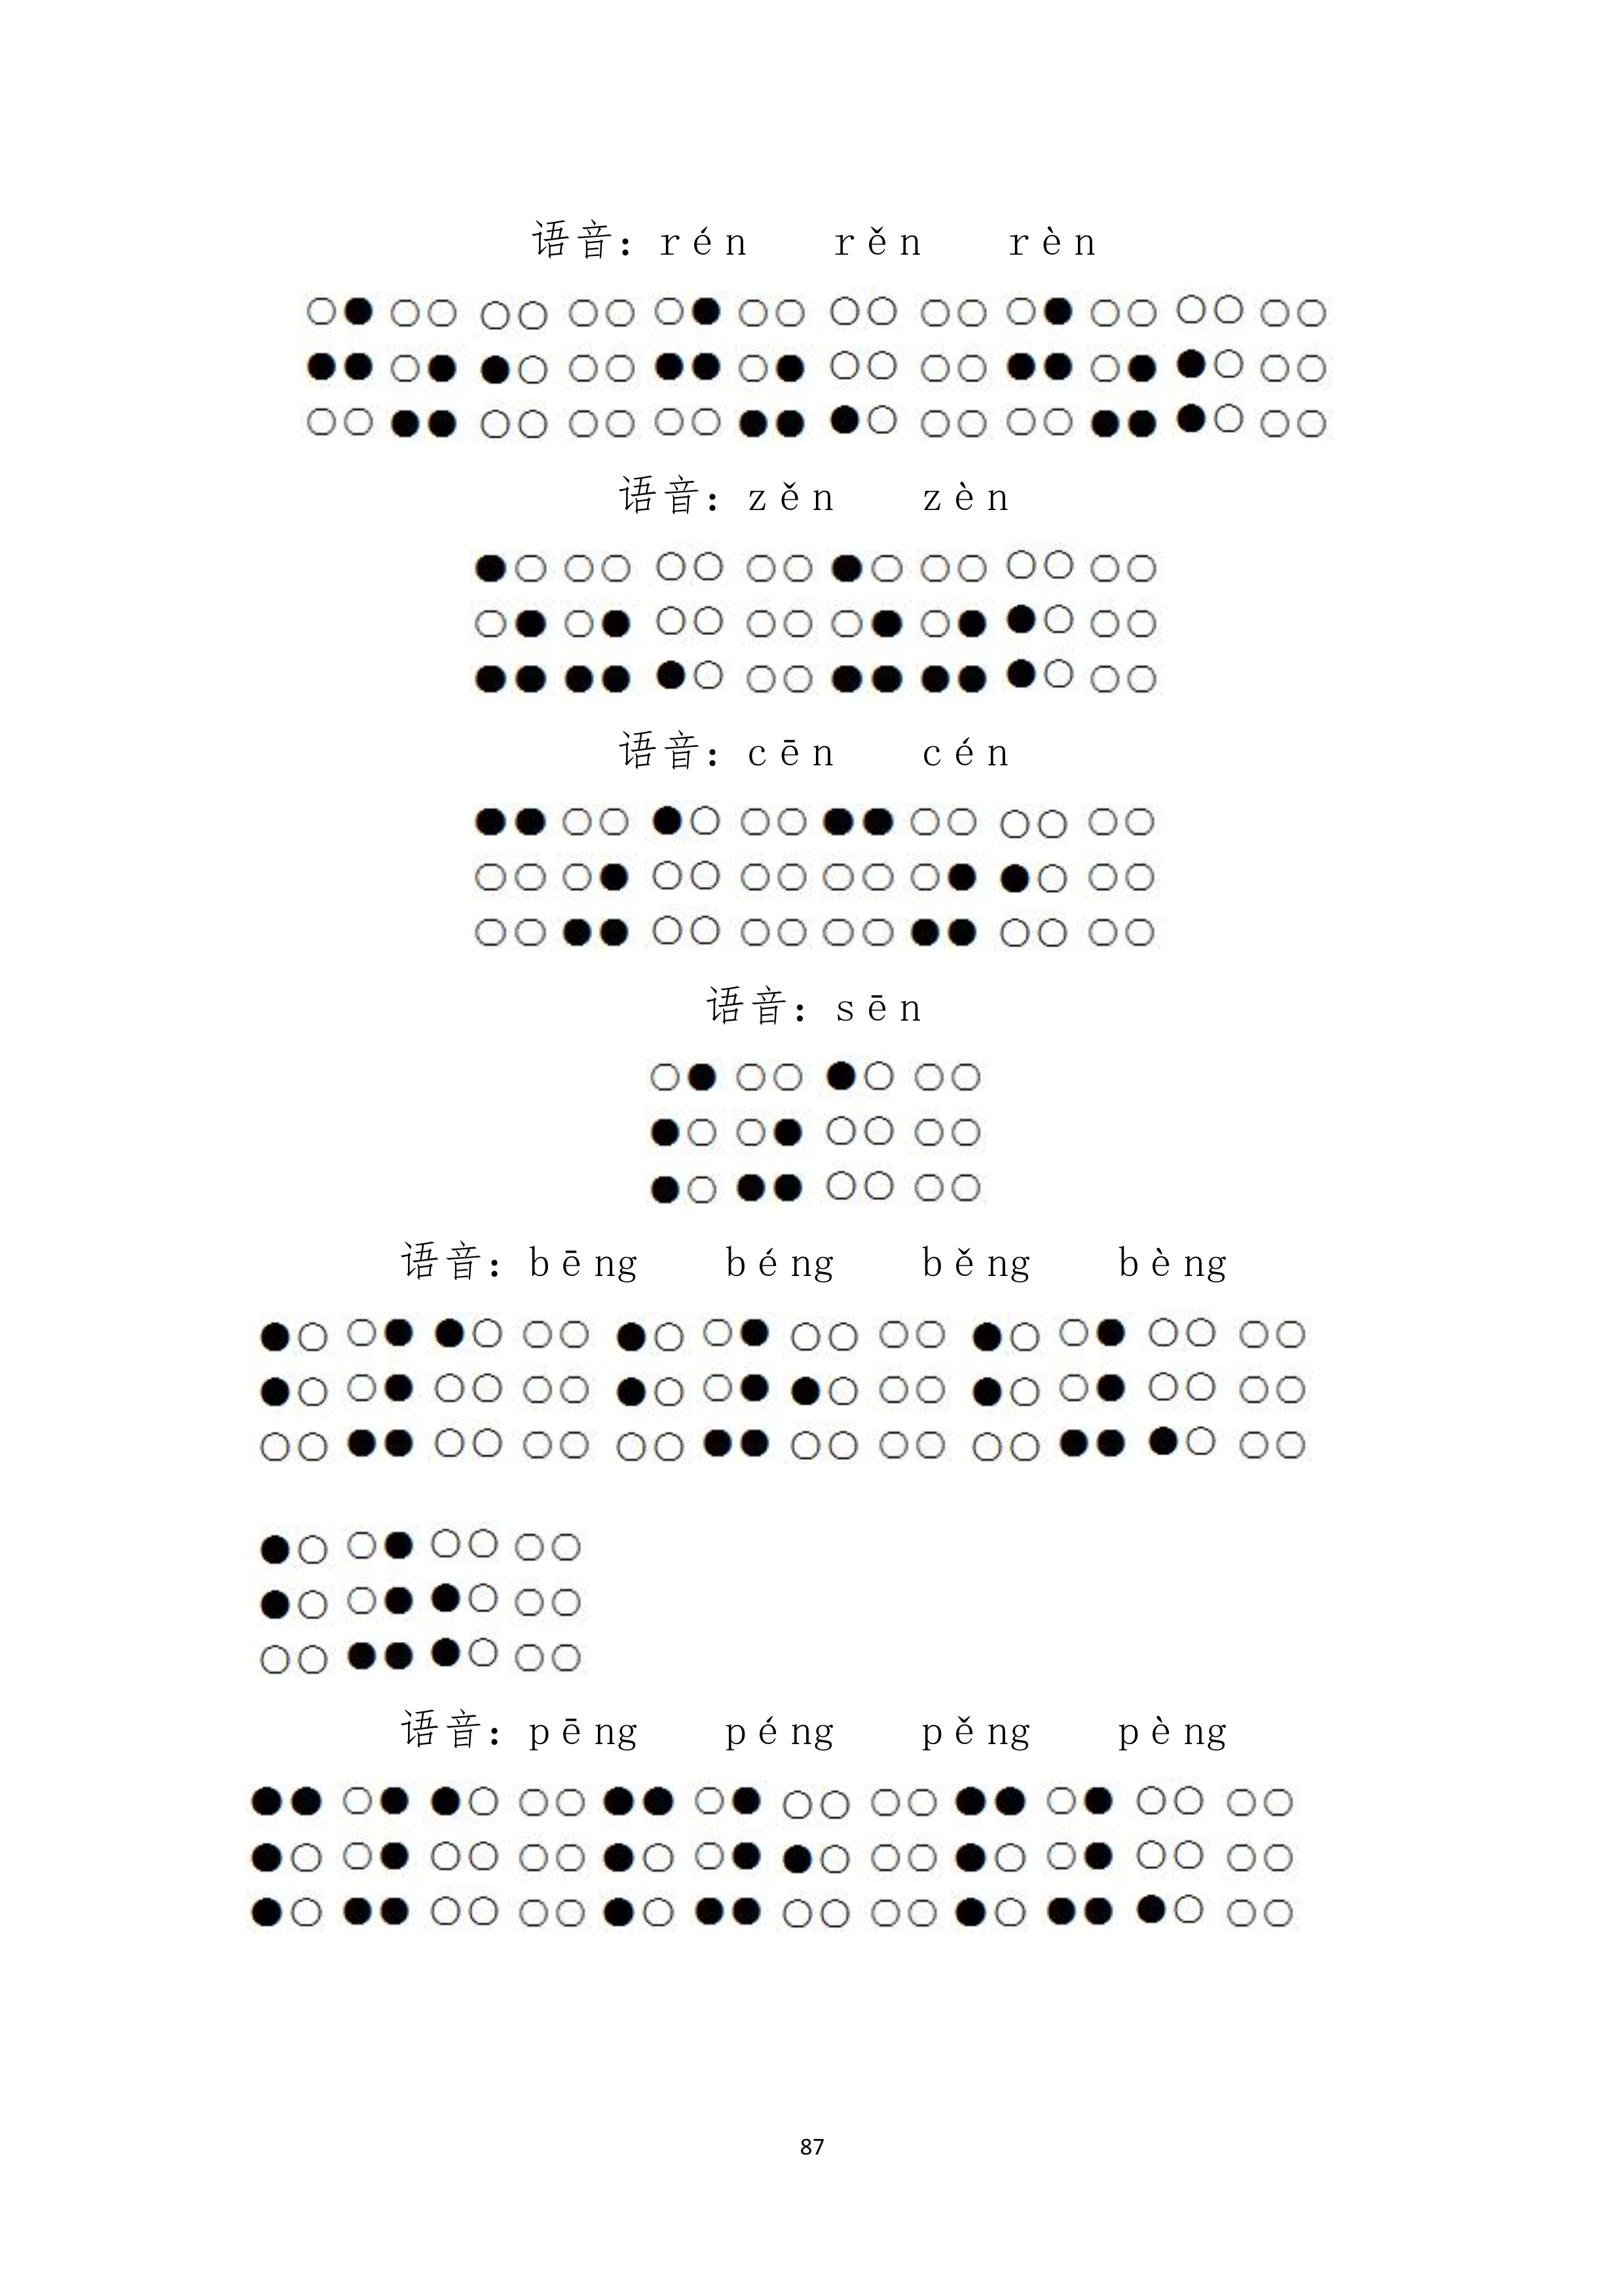 语音：rén rěn rèn
语音：zěn zèn
语音：cēn cén
语音：sēn
语音：bēng béng běng bèng
语音：pēng péng pěng pèng
87